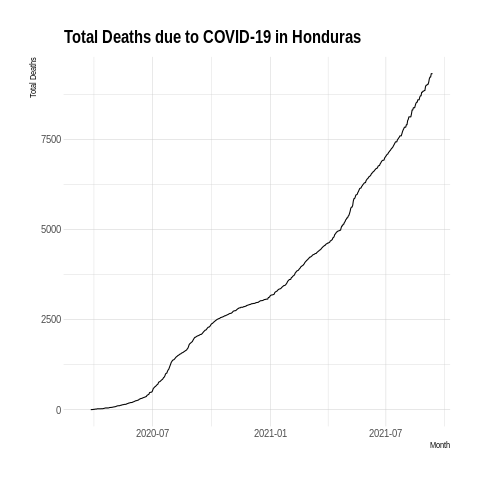 Total Deaths due to COVID-19 in Honduras
Total Deaths
7500
5000
2500
0
2020-07
2021-01
2021-07
Month